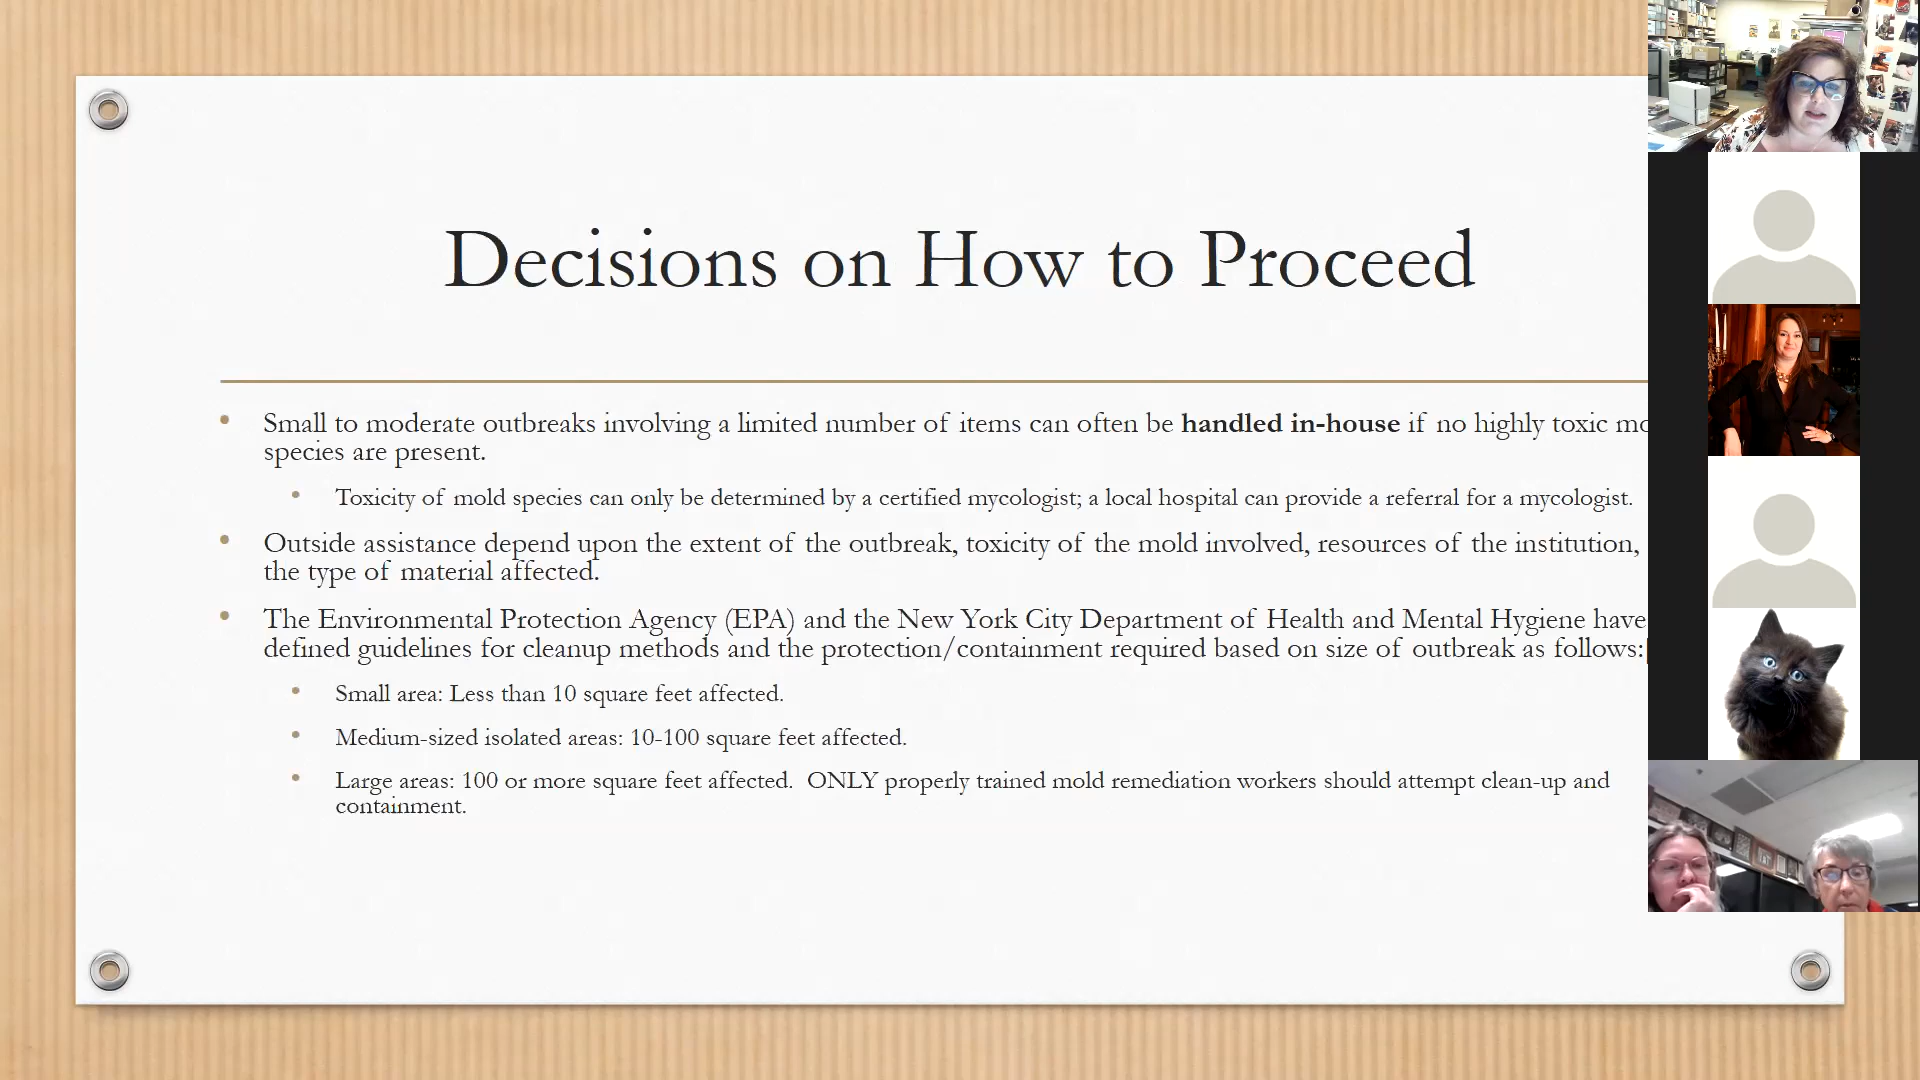 Decisions on How to Proceed
Small to moderate outbreaks involving a limited number of items can often be handled in-house if no highly toxic
species are present.
Toxicity of mold species can only be determined by a certified mycologist; a local hospital can provide a referral for a mycologist.
Outside assistance depend upon the extent of the outbreak, toxicity of the mold involved, resources of the institution,
the type of material affected.
The Environmental Protection Agency (EPA) and the New York City Department of Health and Mental Hygiene have
defined guidelines for cleanup methods and the protection/containment required based on size of outbreak as follows:
Small area: Less than 10 square feet affected.
Medium-sized isolated areas: 10-100 square feet affected.
Large areas: 100 or more square feet affected. ONLY properly trained mold remediation workers should attempt clean-up and
containment.